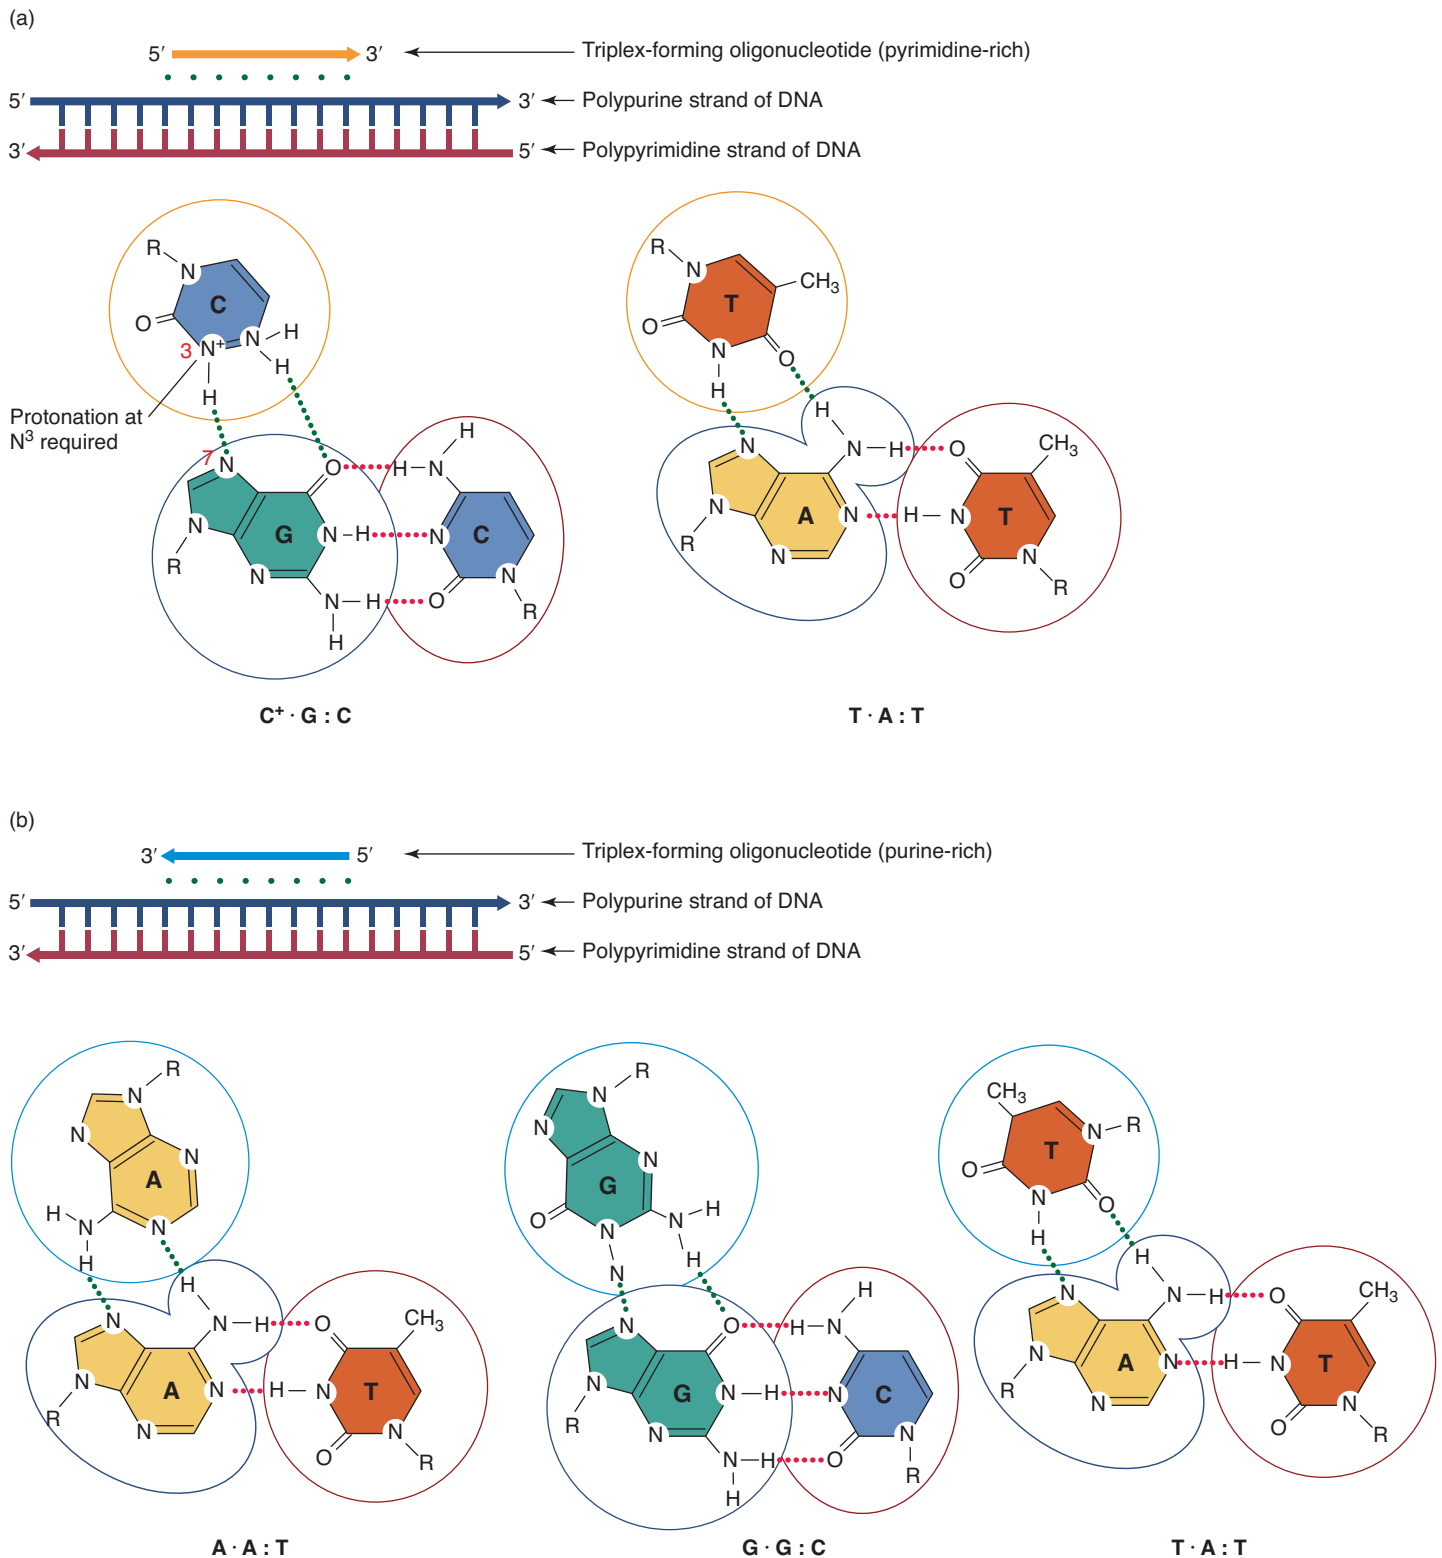 (a)
5′ 3′ Triplex-forming oligonucleotide (pyrimidine-rich)
5′ 3′ Polypurine strand of DNA
3′ 5′ Polypyrimidine strand of DNA
R
N
C
O
3 N+ N H
H
H
Protonation at
N3 required
7 N
O
H
H N
N
G
N H
N
C
R
N
N H
O
N
R
H
C+ · G : C
R
N
T
CH3
O
N
O
H
H
N
N H
O
CH3
N
A
N
H N
T
R
N
O
N
R
T · A : T
(b)
3′ 5′ Triplex-forming oligonucleotide (purine-rich)
5′ 3′ Polypurine strand of DNA
3′ 5′ Polypyrimidine strand of DNA
R
N
N
N
A
H N
N
H
H
N
N H
O
CH3
N
A
N
H N
T
R
N
O
N
R
A · A : T
R
N
N
N
G
O
N
N H
H
N
N
O
H
H N
N
G
N H
N
C
R
N
N H
O
N
R
H
G · G : C
CH3
T
N R
O
N
O
H
H
N
N H
O
CH3
N
A
N
H N
T
R
N
O
N
R
T · A : T